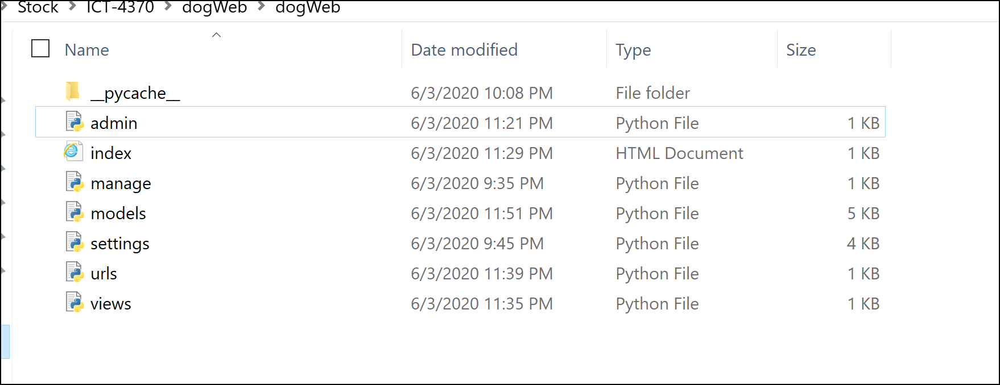 Stock > ICT-4370 > dogWeb > dogWeb
Name Date modified Type Size
__pycache__ 6/3/2020 10:08 PM File folder
admin 6/3/2020 11:21 PM Python File 1 KB
index 6/3/2020 11:29 PM HTML Document 1 KB
manage 6/3/2020 9:35 PM Python File 1 KB
models 6/3/2020 11:51 PM Python File 5 KB
settings 6/3/2020 9:45 PM Python File 4 KB
urls 6/3/2020 11:39 PM Python File 1 KB
views 6/3/2020 11:35 PM Python File 1 KB